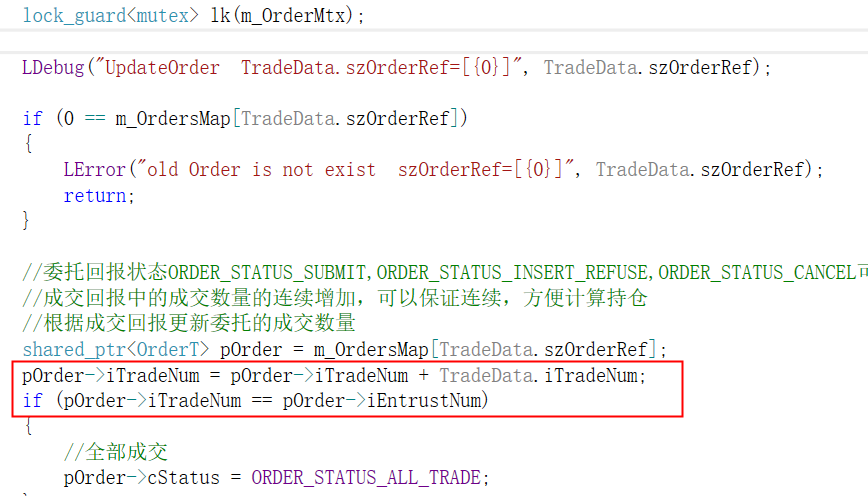 lock_guard<mutex> lk(m_OrderMtx);
LDebug("UpdateOrder  TradeData.szOrderRef=[{0}]", TradeData.szOrderRef);
if (0 == m_OrdersMap[TradeData.szOrderRef])
{
LError("old Order is not exist  szOrderRef=[{0}]", TradeData.szOrderRef);
return;
}
//委托回报状态ORDER_STATUS_SUBMIT,ORDER_STATUS_INSERT_REFUSE,ORDER_STATUS_CANCEL可
//成交回报中的成交数量的连续增加，可以保证连续，方便计算持仓
//根据成交回报更新委托的成交数量
shared_ptr<OrderT> pOrder = m_OrdersMap[TradeData.szOrderRef];
pOrder->iTradeNum = pOrder->iTradeNum + TradeData.iTradeNum;
if (pOrder->iTradeNum == pOrder->iEntrustNum)
{
//全部成交
pOrder->cStatus = ORDER_STATUS_ALL_TRADE;